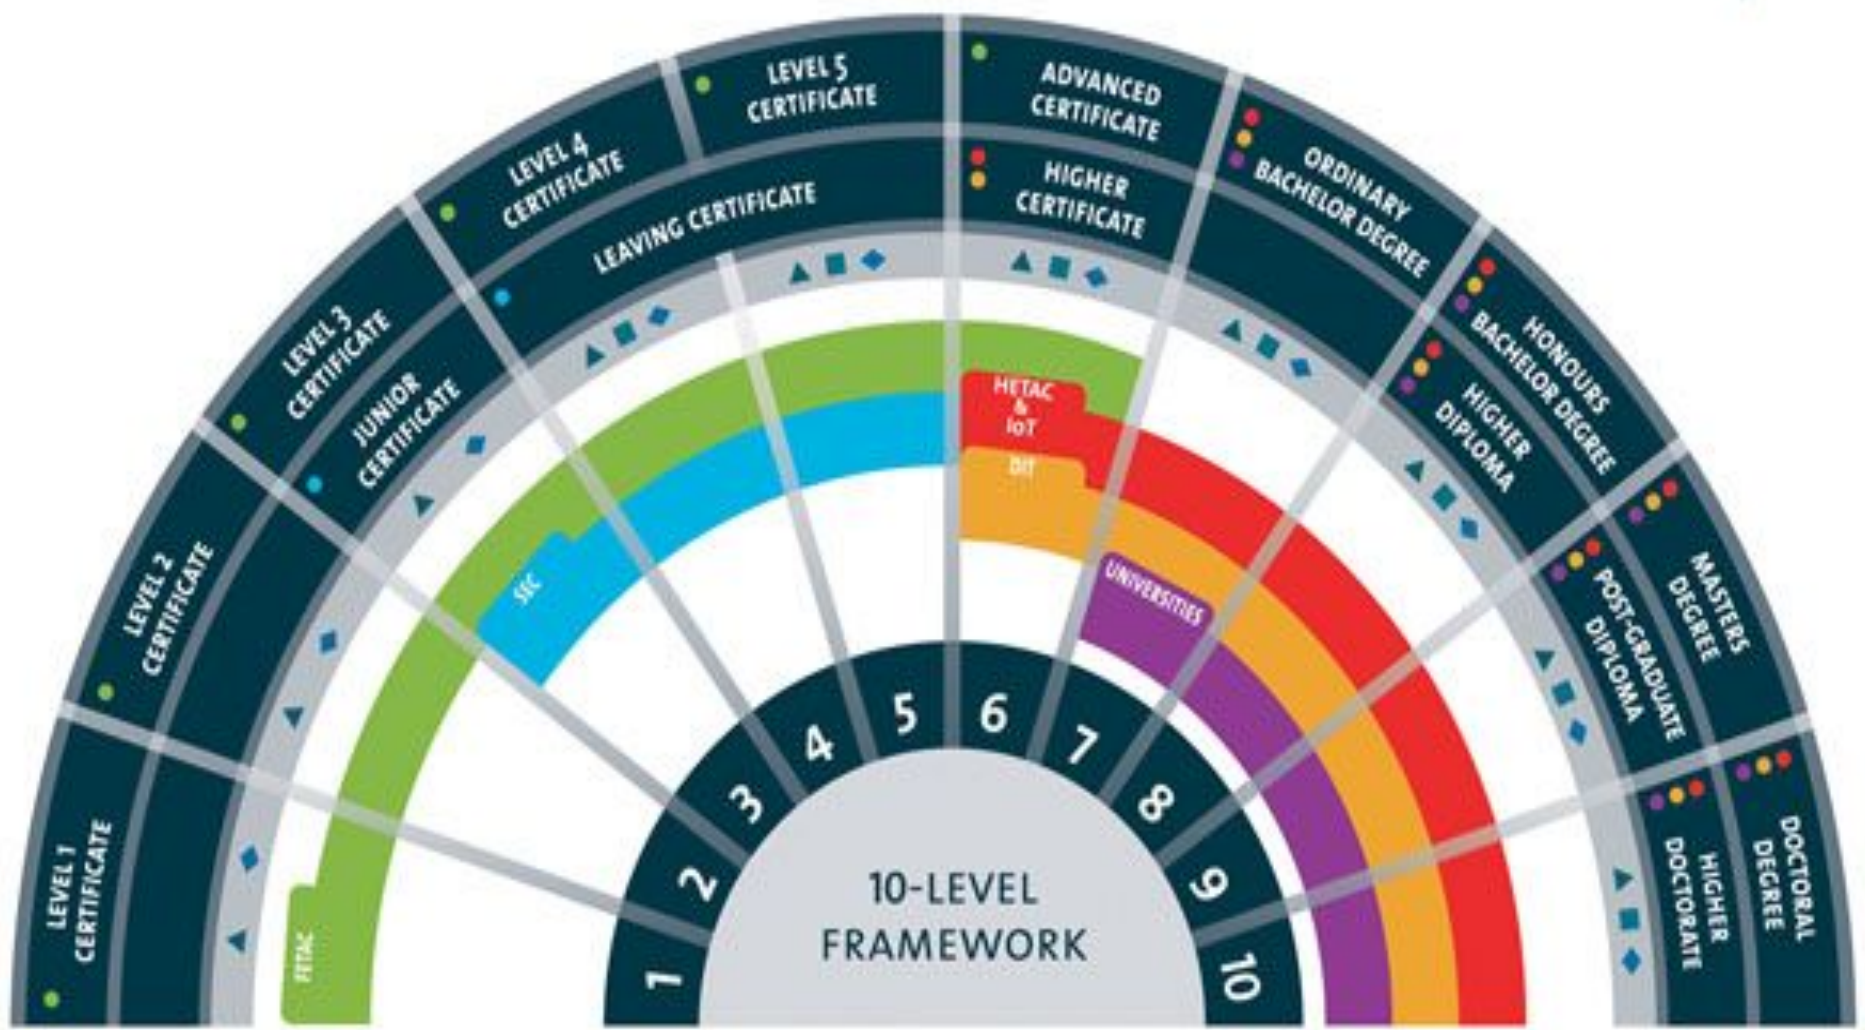 LEVEL 1
CERTIFICATE
LEVEL 2
CERTIFICATE
LEVEL 3
CERTIFICATE
JUNIOR
CERTIFICATE
LEVEL 4
CERTIFICATE
LEVEL 5
CERTIFICATE
LEAVING CERTIFICATE
ADVANCED
CERTIFICATE
HIGHER
CERTIFICATE
ORDINARY
BACHELOR DEGREE
HONOURS
BACHELOR DEGREE
HIGHER
DIPLOMA
MASTERS
DEGREE
POST-GRADUATE
DIPLOMA
DOCTORAL
DEGREE
HIGHER
DOCTORATE
FETAC
SEC
HETAC
&
IoT
DIT
UNIVERSITIES
1
2
3
4
5
6
7
8
9
10
10-LEVEL
FRAMEWORK